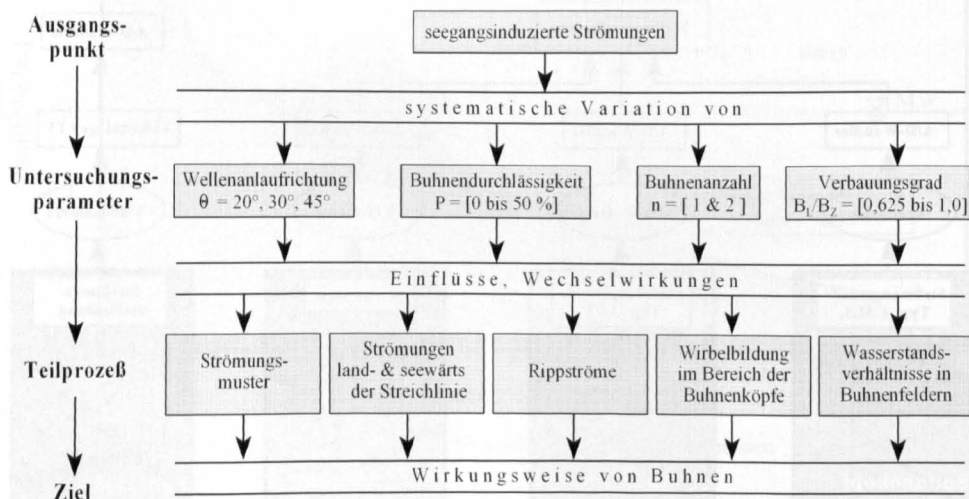 Ausgangs-
punkt
seegangsinduzierte Strömungen
systematische Variation von
Untersuchungs-
parameter
Wellenanlaufrichtung
θ = 20°, 30°, 45°
Buhnendurchlässigkeit
P = [0 bis 50 %]
Buhnenanzahl
n = [ 1 & 2 ]
Verbauungsgrad
B_L/B_Z = [0,625 bis 1,0]
Einflüsse, Wechselwirkungen
Teilprozeß
Strömungs-
muster
Strömungen
land- & seewärts
der Streichlinie
Rippströme
Wirbelbildung
im Bereich der
Buhnenköpfe
Wasserstands-
verhältnisse in
Buhnenfeldern
Wirkungsweise von Buhnen
Ziel